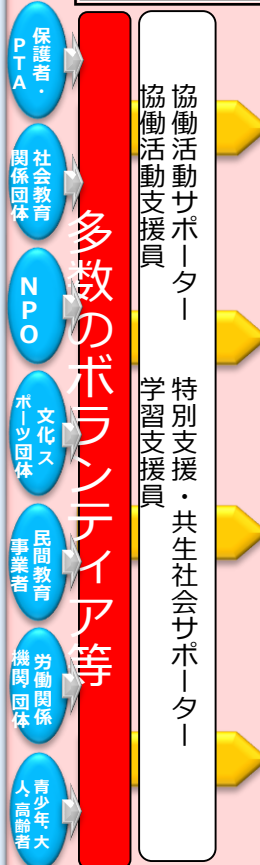 保護者・
PTA
社会教育
関係団体
NPO
文化ス
ポーツ団体
民間教育
事業者
労働関係
機関、団体
青少年、大
人、高齢者
多数のボランティア等
協働活動サポーター
協働活動支援員
特別支援・共生社会サポーター
学習支援員